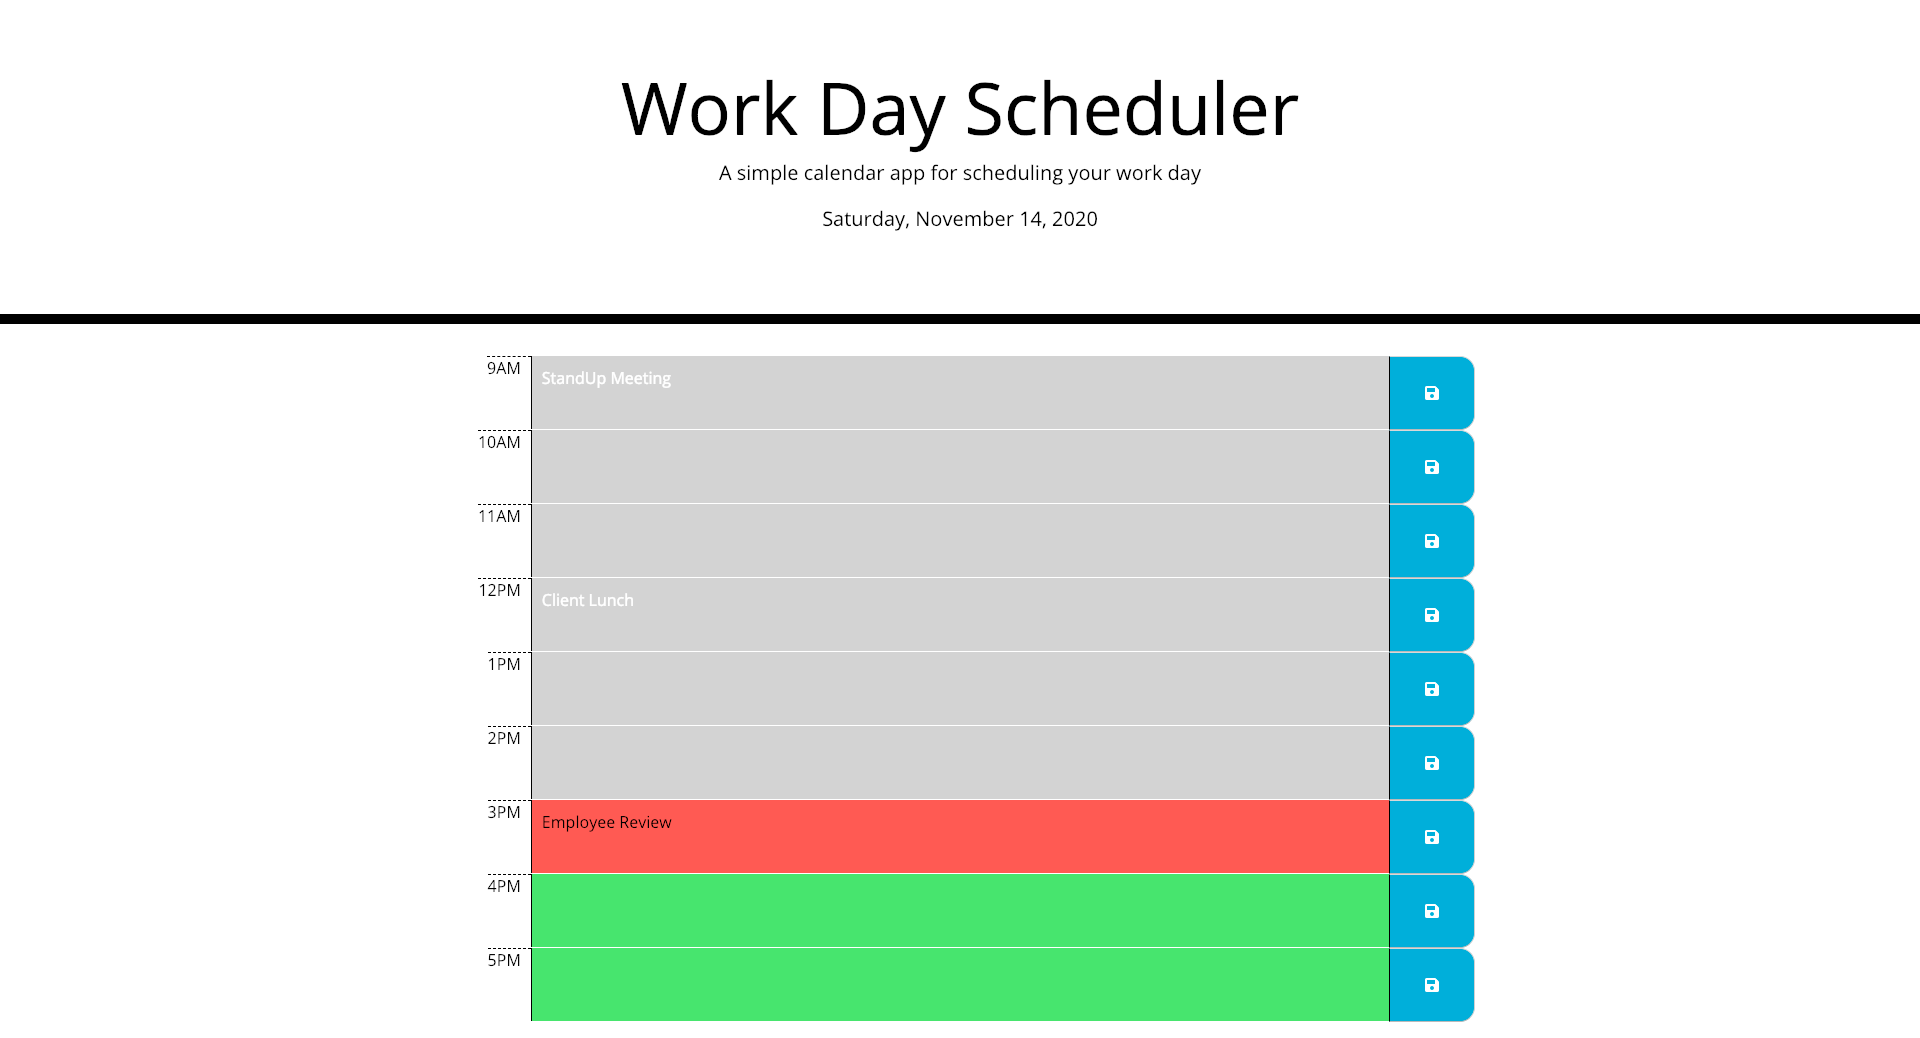 Work Day Scheduler
A simple calendar app for scheduling your work day
Saturday, November 14, 2020
9AM StandUp Meeting
10AM
11AM
12PM Client Lunch
1PM
2PM
3PM Employee Review
4PM
5PM